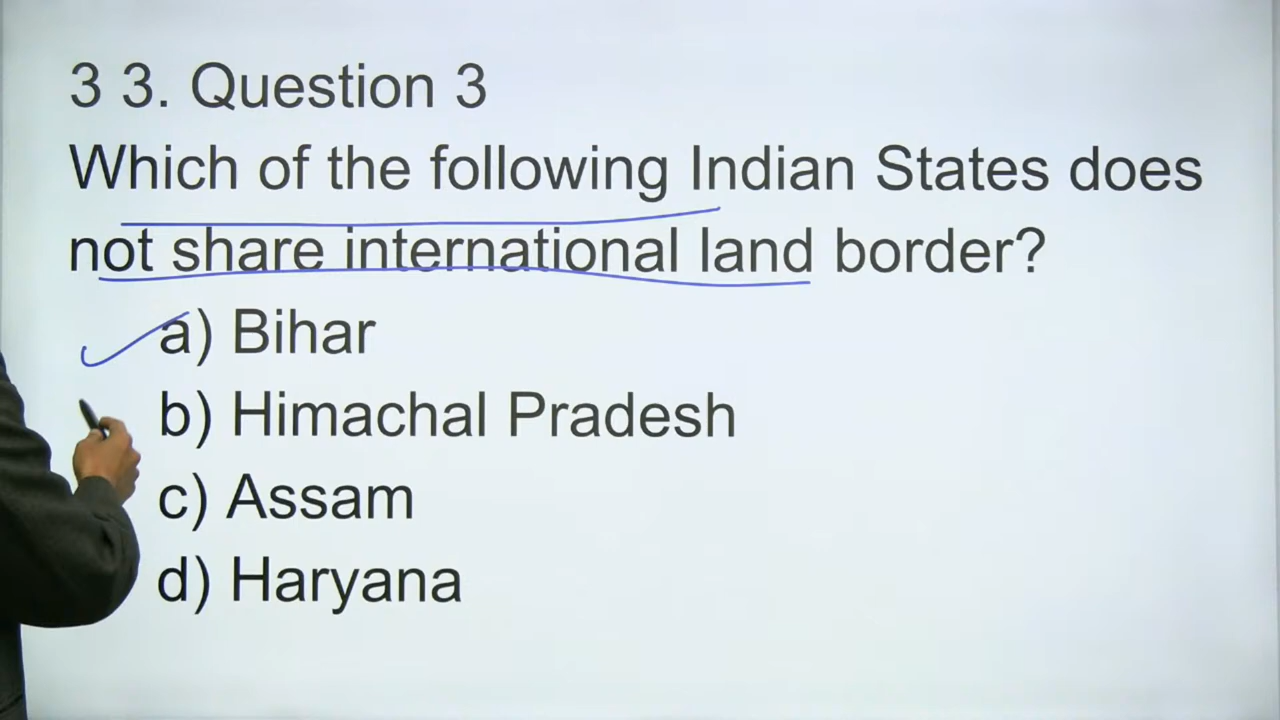 3 3. Question 3
Which of the following Indian States does
not share international land border?
a) Bihar
b) Himachal Pradesh
c) Assam
d) Haryana